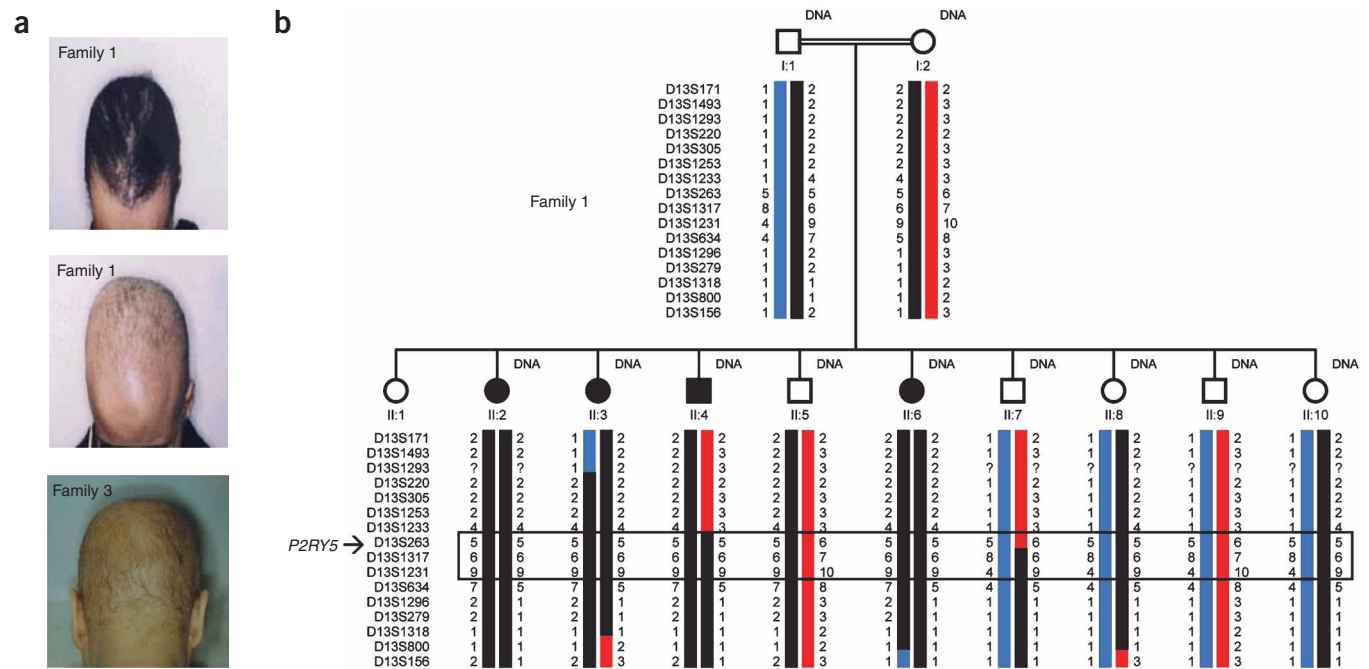 a
Family 1
Family 1
Family 3
b
DNA DNA
I:1 I:2
Family 1
D13S171 1 2 2 2
D13S1493 1 2 2 3
D13S1293 1 2 2 2
D13S220 1 2 2 2
D13S305 1 2 2 3
D13S1253 1 2 2 3
D13S1233 1 4 4 3
D13S263 5 5 5 6
D13S1317 8 6 6 7
D13S1231 4 9 9 10
D13S634 4 7 5 8
D13S1296 1 2 1 3
D13S279 1 2 1 3
D13S1318 1 1 1 2
D13S800 1 1 1 2
D13S156 1 2 1 3
DNA DNA DNA DNA DNA DNA DNA DNA DNA
II:1 II:2 II:3 II:4 II:5 II:6 II:7 II:8 II:9 II:10
D13S171 2 2 1 2 2 2 2 2 2 2 1 2 1 2 1 2 1 2
D13S1493 2 2 1 2 2 3 2 3 2 2 1 3 1 2 1 3 1 2
D13S1293 ? ? 1 2 2 2 2 2 2 2 ? ? ? ? ? ? ? ?
D13S220 2 2 2 2 2 2 2 2 2 2 1 2 1 2 1 2 1 2
D13S305 2 2 2 2 2 3 2 3 2 2 1 3 1 2 1 3 1 2
D13S1253 2 2 2 2 2 3 2 3 2 2 1 3 1 2 1 3 1 2
D13S1233 4 4 4 4 4 3 4 3 4 4 1 3 1 4 1 3 1 4
P2RY5 → D13S263 5 5 5 5 5 5 5 6 5 5 5 6 5 5 5 6 5 5
D13S1317 6 6 6 6 6 6 6 7 6 6 8 6 8 6 8 7 8 6
D13S1231 9 9 9 9 9 9 9 10 9 9 4 9 4 9 4 10 4 9
D13S634 7 5 7 5 7 5 7 8 7 5 4 5 4 5 4 8 4 5
D13S1296 2 1 2 1 2 1 2 3 2 1 1 1 1 1 1 3 1 1
D13S279 2 1 2 1 2 1 2 3 2 1 1 1 1 1 1 3 1 1
D13S1318 1 1 1 1 1 1 1 2 1 1 1 1 1 1 1 2 1 1
D13S800 1 1 1 2 1 1 1 2 1 1 1 1 1 2 1 2 1 1
D13S156 2 1 2 3 2 1 2 3 1 1 1 1 1 3 1 3 1 1